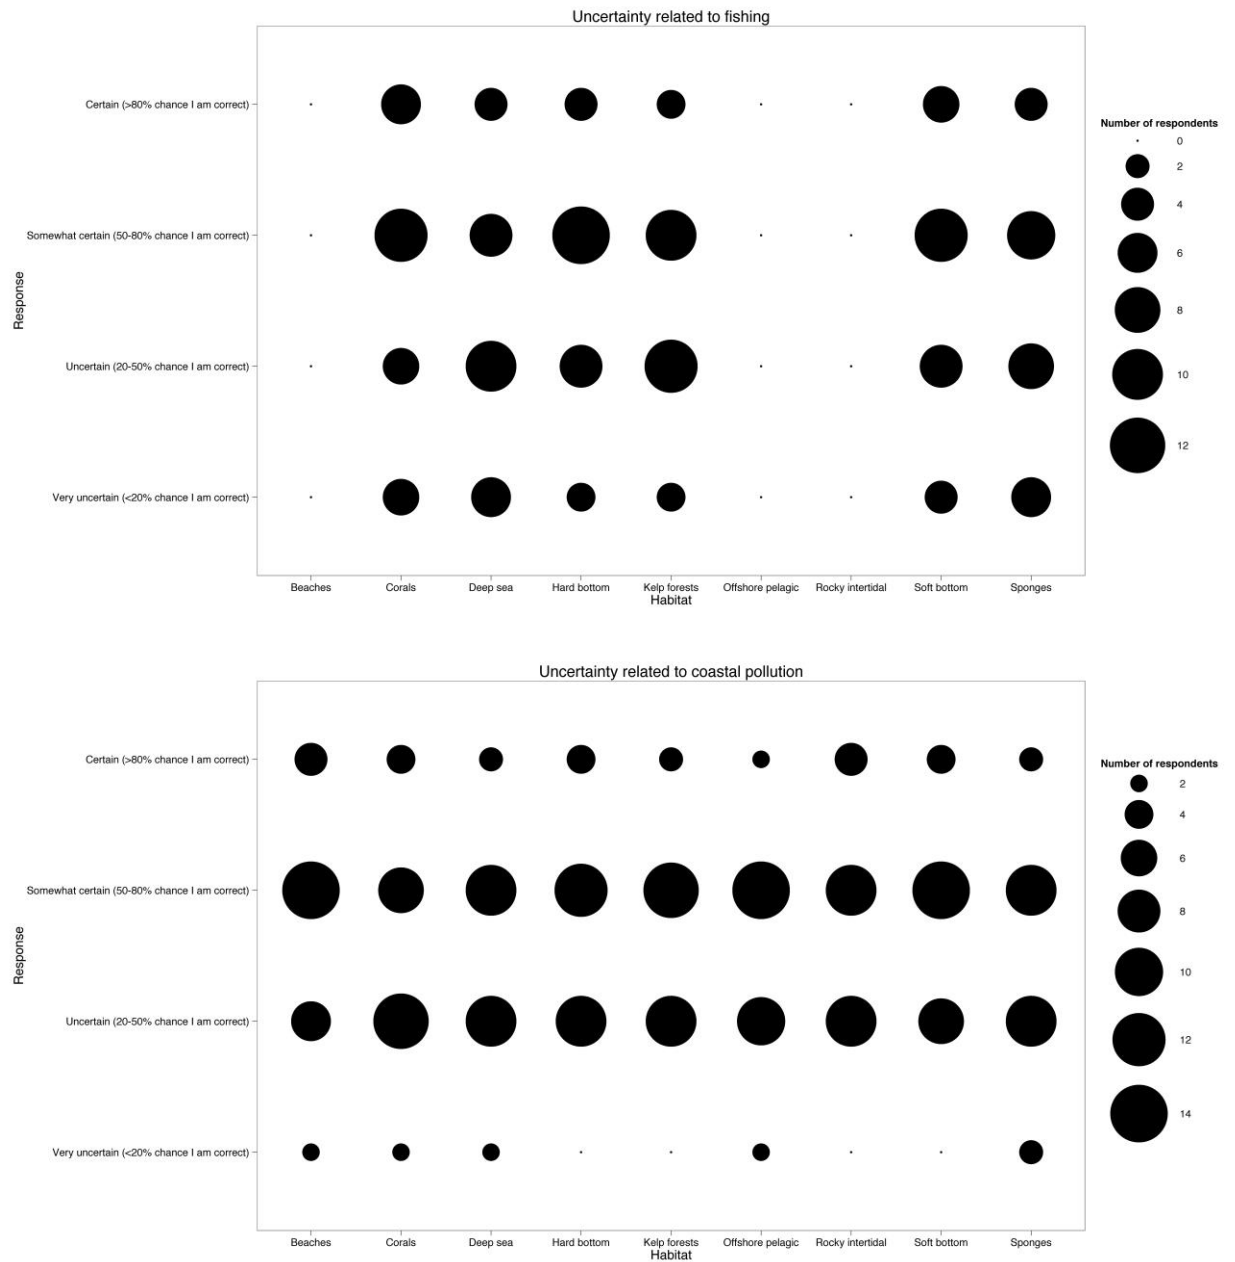 Uncertainty related to fishing
Certain (>80% chance I am correct)
Somewhat certain (50-80% chance I am correct)
Uncertain (20-50% chance I am correct)
Very uncertain (<20% chance I am correct)
Response
Beaches Corals Deep sea Hard bottom Kelp forests Offshore pelagic Rocky intertidal Soft bottom Sponges
Habitat
Number of respondents
0
2
4
6
8
10
12
Uncertainty related to coastal pollution
Certain (>80% chance I am correct)
Somewhat certain (50-80% chance I am correct)
Uncertain (20-50% chance I am correct)
Very uncertain (<20% chance I am correct)
Response
Beaches Corals Deep sea Hard bottom Kelp forests Offshore pelagic Rocky intertidal Soft bottom Sponges
Habitat
Number of respondents
2
4
6
8
10
12
14